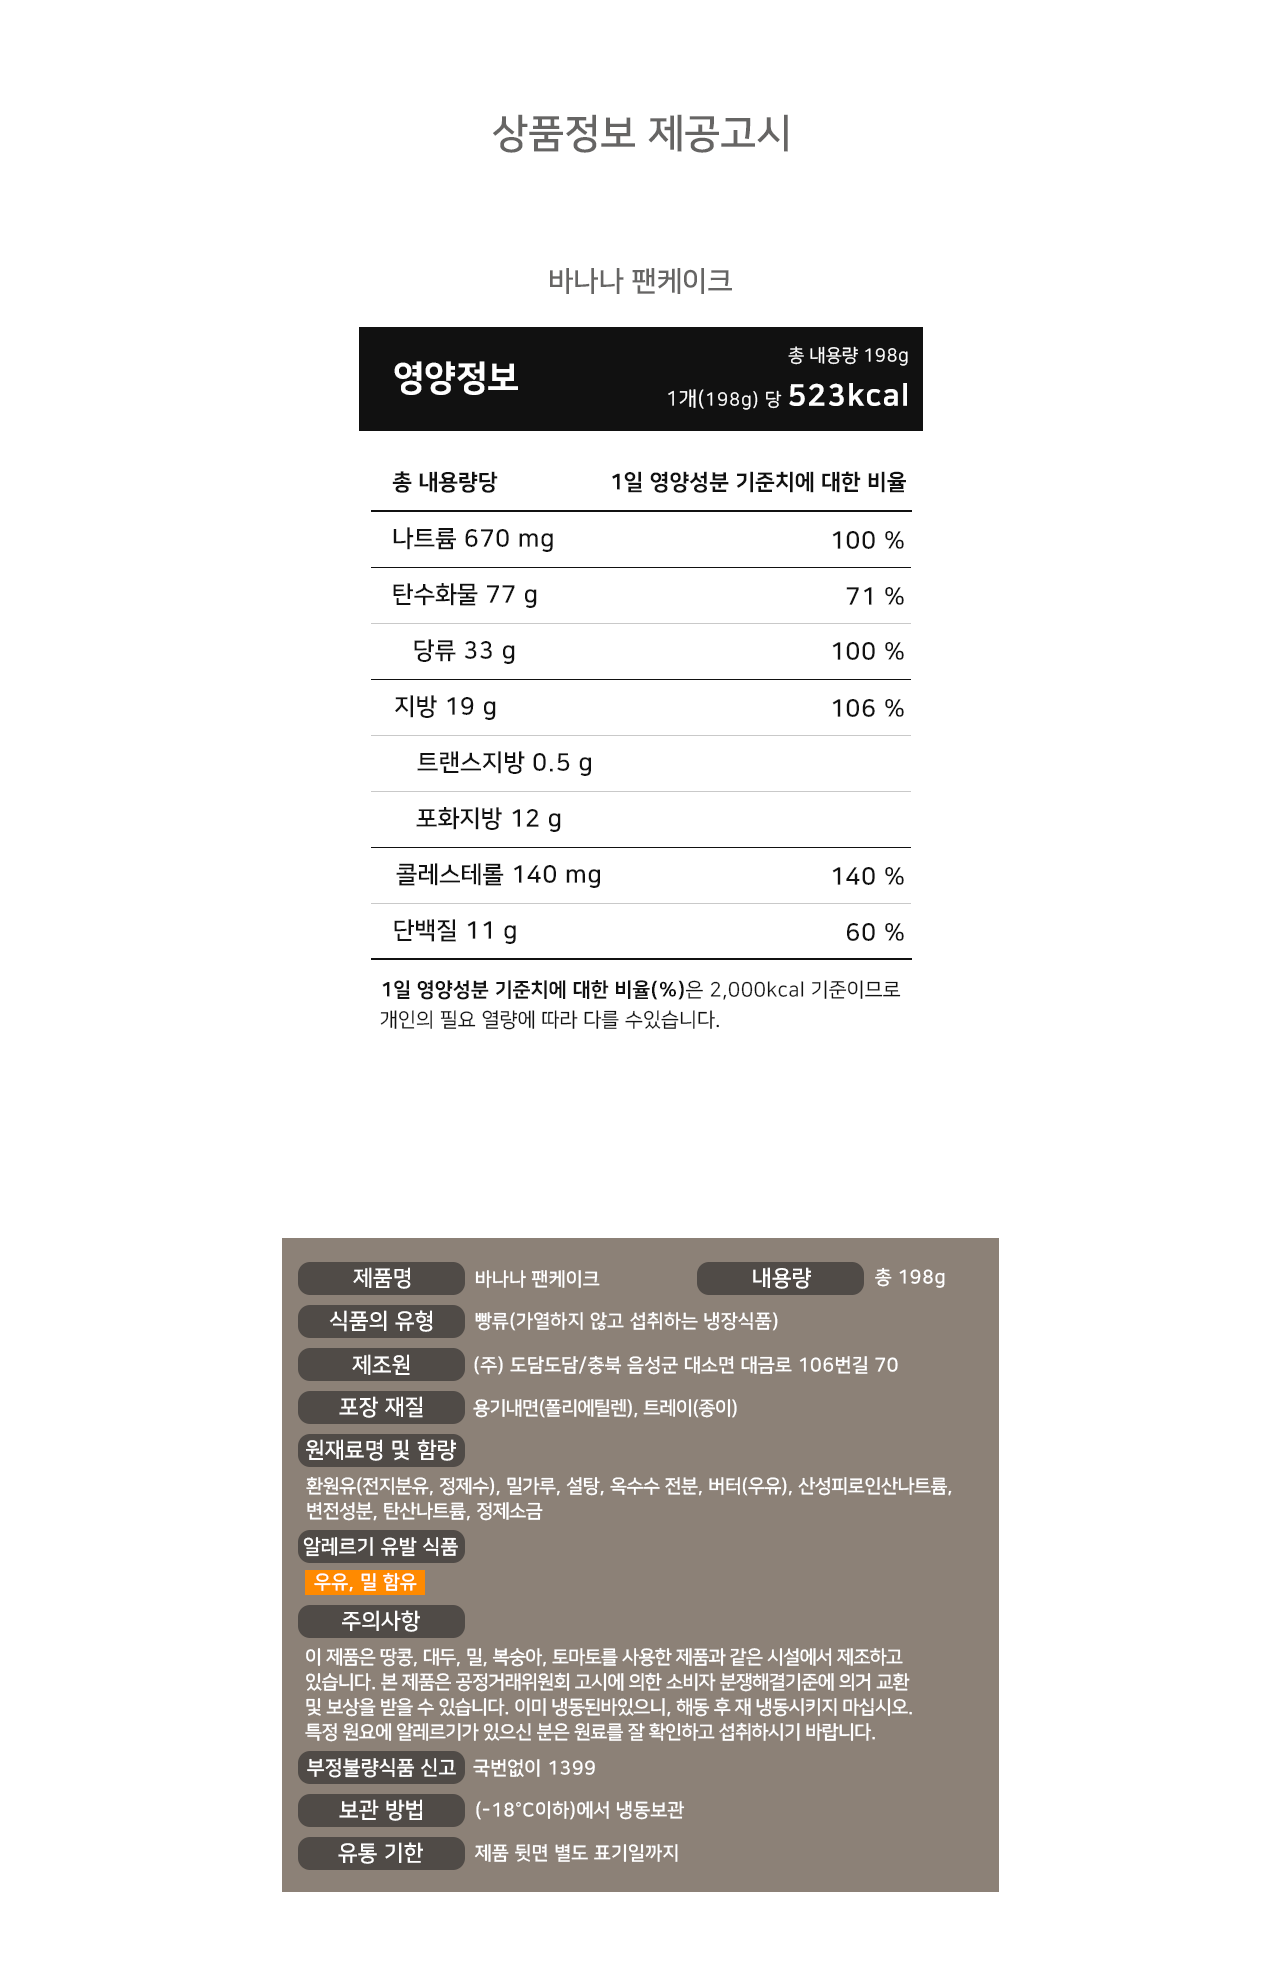 상품정보 제공고시
바나나 팬케이크
영양정보
총 내용량 198g
1개(198g) 당 523kcal
총 내용량당 1일 영양성분 기준치에 대한 비율
나트륨 670 mg 100 %
탄수화물 77 g 71 %
당류 33 g 100 %
지방 19 g 106 %
트랜스지방 0.5 g
포화지방 12 g
콜레스테롤 140 mg 140 %
단백질 11 g 60 %
1일 영양성분 기준치에 대한 비율(%)은 2,000kcal 기준이므로
개인의 필요 열량에 따라 다를 수있습니다.
제품명 바나나 팬케이크 내용량 총 198g
식품의 유형 빵류(가열하지 않고 섭취하는 냉장식품)
제조원 (주) 도담도담/충북 음성군 대소면 대금로 106번길 70
포장 재질 용기내면(폴리에틸렌), 트레이(종이)
원재료명 및 함량
환원유(전지분유, 정제수), 밀가루, 설탕, 옥수수 전분, 버터(우유), 산성피로인산나트륨,
변전성분, 탄산나트륨, 정제소금
알레르기 유발 식품
우유, 밀 함유
주의사항
이 제품은 땅콩, 대두, 밀, 복숭아, 토마토를 사용한 제품과 같은 시설에서 제조하고
있습니다. 본 제품은 공정거래위원회 고시에 의한 소비자 분쟁해결기준에 의거 교환
및 보상을 받을 수 있습니다. 이미 냉동된바있으니, 해동 후 재 냉동시키지 마십시오.
특정 원요에 알레르기가 있으신 분은 원료를 잘 확인하고 섭취하시기 바랍니다.
부정불량식품 신고 국번없이 1399
보관 방법 (-18°C이하)에서 냉동보관
유통 기한 제품 뒷면 별도 표기일까지